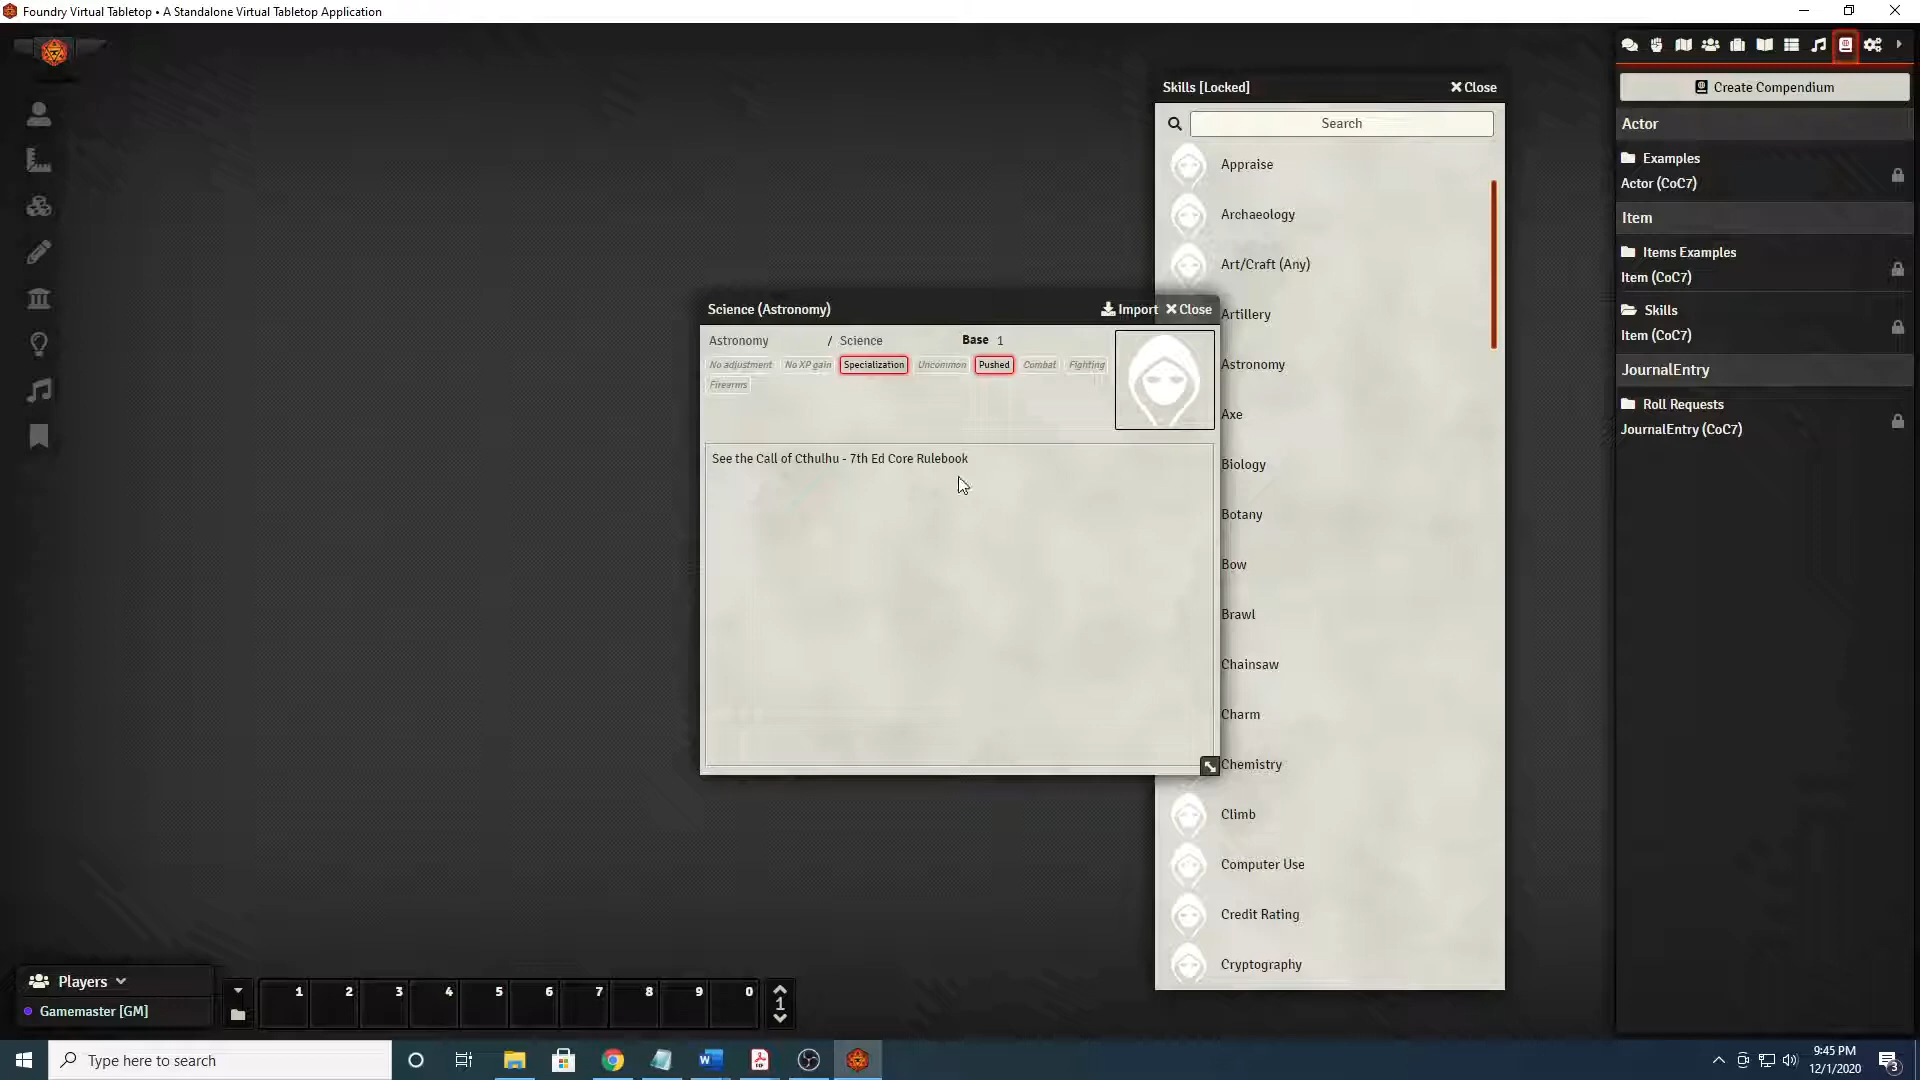 Foundry Virtual Tabletop • A Standalone Virtual Tabletop Application
Skills [Locked] Close
Search
Appraise
Archaeology
Art/Craft (Any)
Artillery
Astronomy
Axe
Biology
Botany
Bow
Brawl
Chainsaw
Charm
Chemistry
Climb
Computer Use
Credit Rating
Cryptography
Science (Astronomy) Import Close
Astronomy / Science Base 1
No adjustment No XP gain Specialization Uncommon Pushed Combat Fighting
Firearms
See the Call of Cthulhu - 7th Ed Core Rulebook
Create Compendium
Actor
Examples
Actor (CoC7)
Item
Items Examples
Item (CoC7)
Skills
Item (CoC7)
JournalEntry
Roll Requests
JournalEntry (CoC7)
Players
Gamemaster [GM]
1 2 3 4 5 6 7 8 9 0
1
Type here to search
9:45 PM
12/1/2020
3